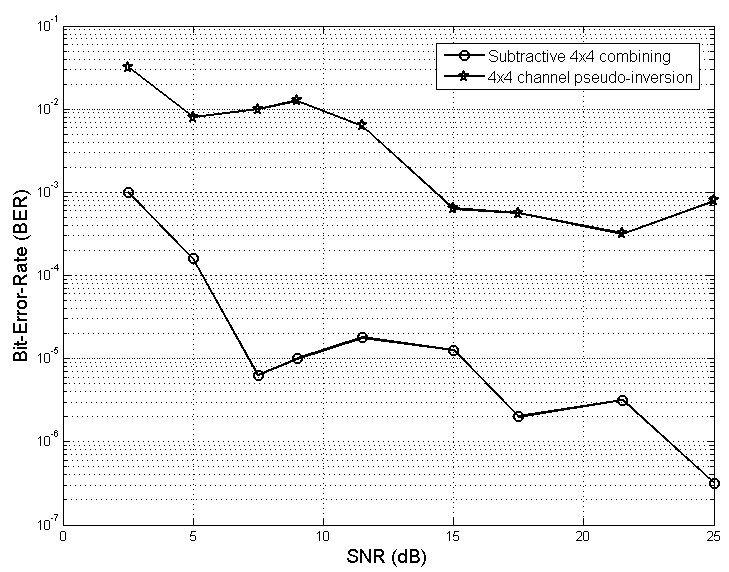 10^-1
Subtractive 4x4 combining
4x4 channel pseudo-inversion
10^-2
10^-3
10^-4
10^-5
10^-6
10^-7
Bit-Error-Rate (BER)
0 5 10 15 20 25
SNR (dB)